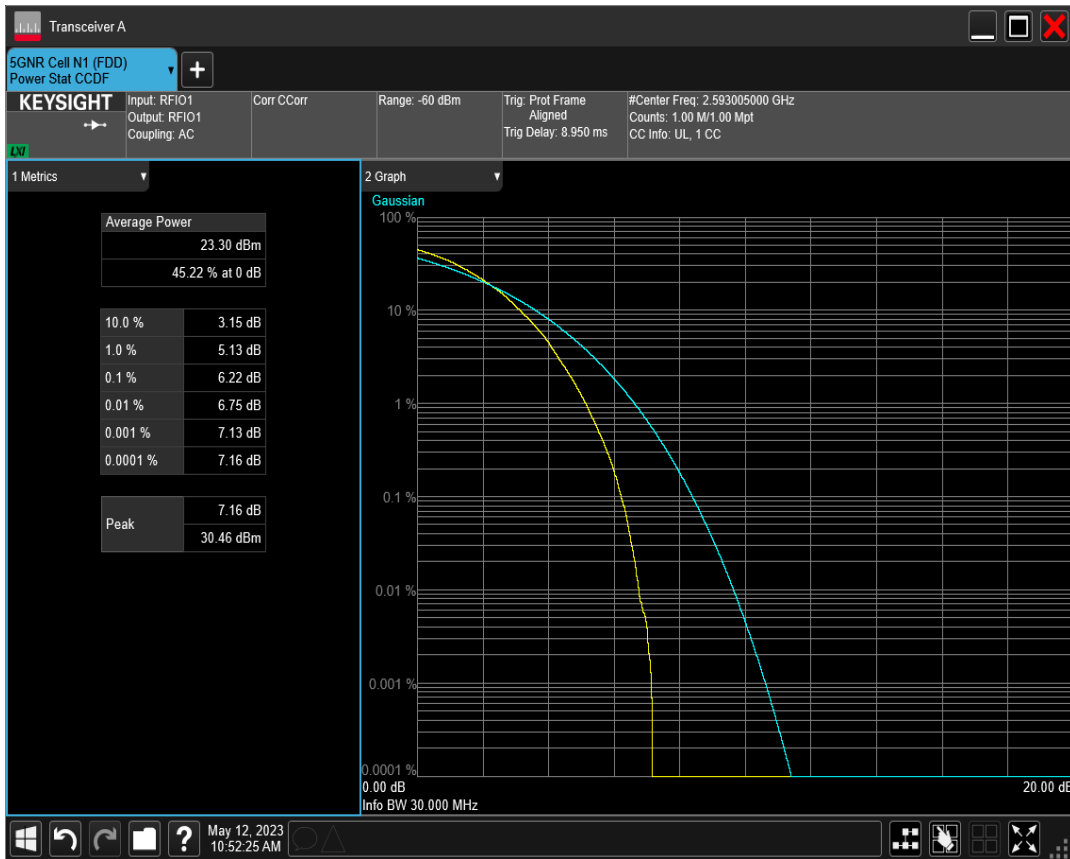 Transceiver A
5GNR Cell N1 (FDD)
Power Stat CCDF
+
KEYSIGHT
LXI
Input: RFIO1
Output: RFIO1
Coupling: AC
Corr CCorr
Range: -60 dBm
Trig: Prot Frame
Aligned
Trig Delay: 8.950 ms
#Center Freq: 2.593005000 GHz
Counts: 1.00 M/1.00 Mpt
CC Info: UL, 1 CC
1 Metrics
Average Power
23.30 dBm
45.22 % at 0 dB
10.0 % 3.15 dB
1.0 % 5.13 dB
0.1 % 6.22 dB
0.01 % 6.75 dB
0.001 % 7.13 dB
0.0001 % 7.16 dB
Peak
7.16 dB
30.46 dBm
2 Graph
Gaussian
100 %
10 %
1 %
0.1 %
0.01 %
0.001 %
0.0001 %
0.00 dB 20.00 dB
Info BW 30.000 MHz
?
May 12, 2023
10:52:25 AM